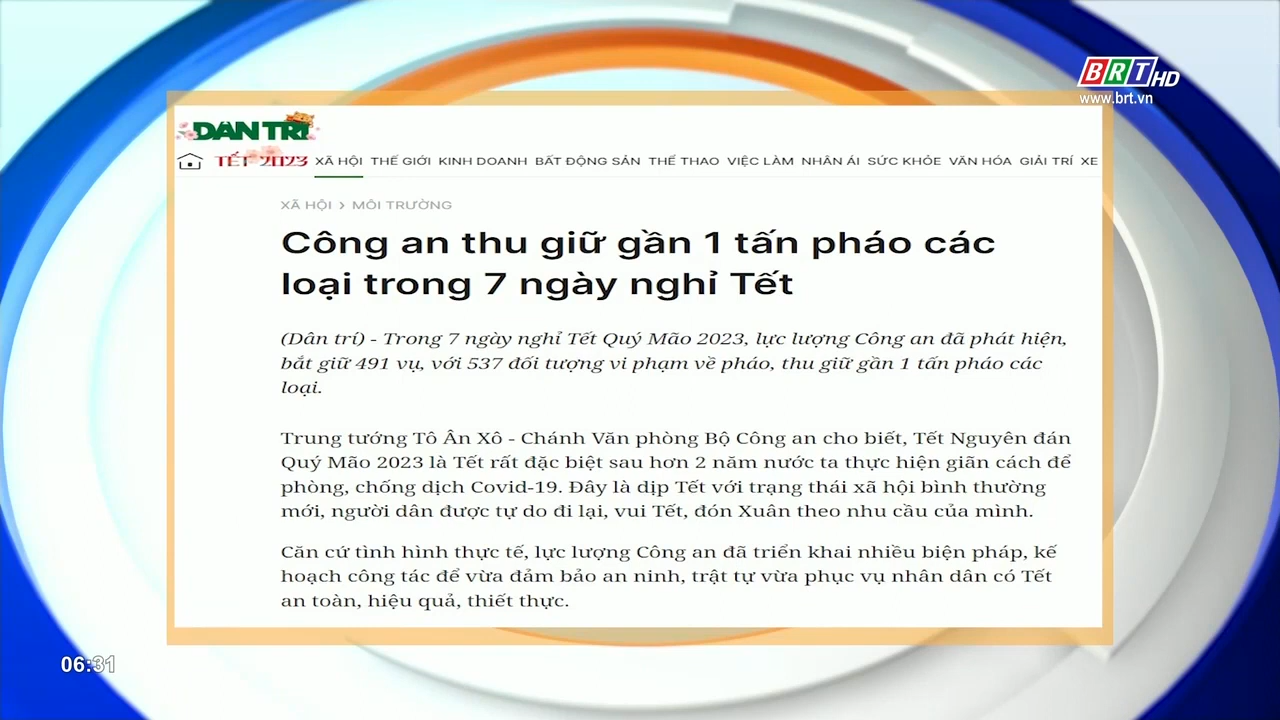 BRT HD
www.brt.vn
DÂN TRÍ
TẾT 2023 XÃ HỘI THẾ GIỚI KINH DOANH BẤT ĐỘNG SẢN THỂ THAO VIỆC LÀM NHÂN ÁI SỨC KHỎE VĂN HÓA GIẢI TRÍ XE
XÃ HỘI > MÔI TRƯỜNG
Công an thu giữ gần 1 tấn pháo các
loại trong 7 ngày nghỉ Tết
(Dân trí) - Trong 7 ngày nghỉ Tết Quý Mão 2023, lực lượng Công an đã phát hiện,
bắt giữ 491 vụ, với 537 đối tượng vi phạm về pháo, thu giữ gần 1 tấn pháo các
loại.
Trung tướng Tô Ân Xô - Chánh Văn phòng Bộ Công an cho biết, Tết Nguyên đán
Quý Mão 2023 là Tết rất đặc biệt sau hơn 2 năm nước ta thực hiện giãn cách để
phòng, chống dịch Covid-19. Đây là dịp Tết với trạng thái xã hội bình thường
mới, người dân được tự do đi lại, vui Tết, đón Xuân theo nhu cầu của mình.
Căn cứ tình hình thực tế, lực lượng Công an đã triển khai nhiều biện pháp, kế
hoạch công tác để vừa đảm bảo an ninh, trật tự vừa phục vụ nhân dân có Tết
an toàn, hiệu quả, thiết thực.
06:31